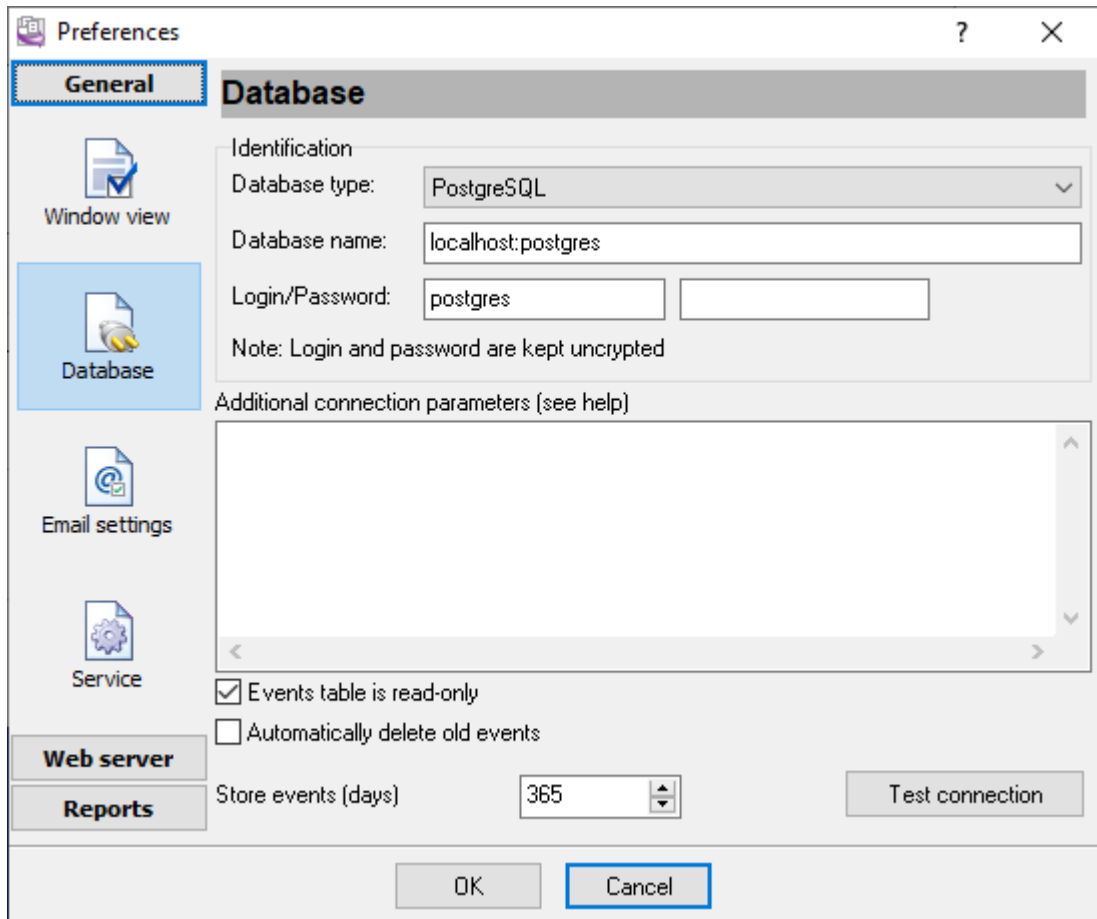 Preferences
General
Database
Identification
Database type: PostgreSQL
Window view
Database name: localhost:postgres
Login/Password: postgres
Note: Login and password are kept uncrypted
Database
Additional connection parameters (see help)
Email settings
Service
Events table is read-only
Automatically delete old events
Web server
Store events (days) 365 Test connection
Reports
OK Cancel